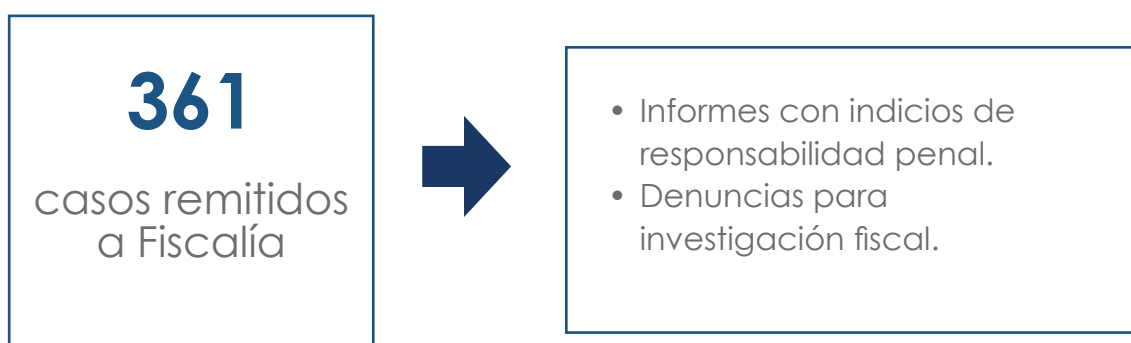 361
casos remitidos
a Fiscalía
• Informes con indicios de
responsabilidad penal.
• Denuncias para
investigación fiscal.